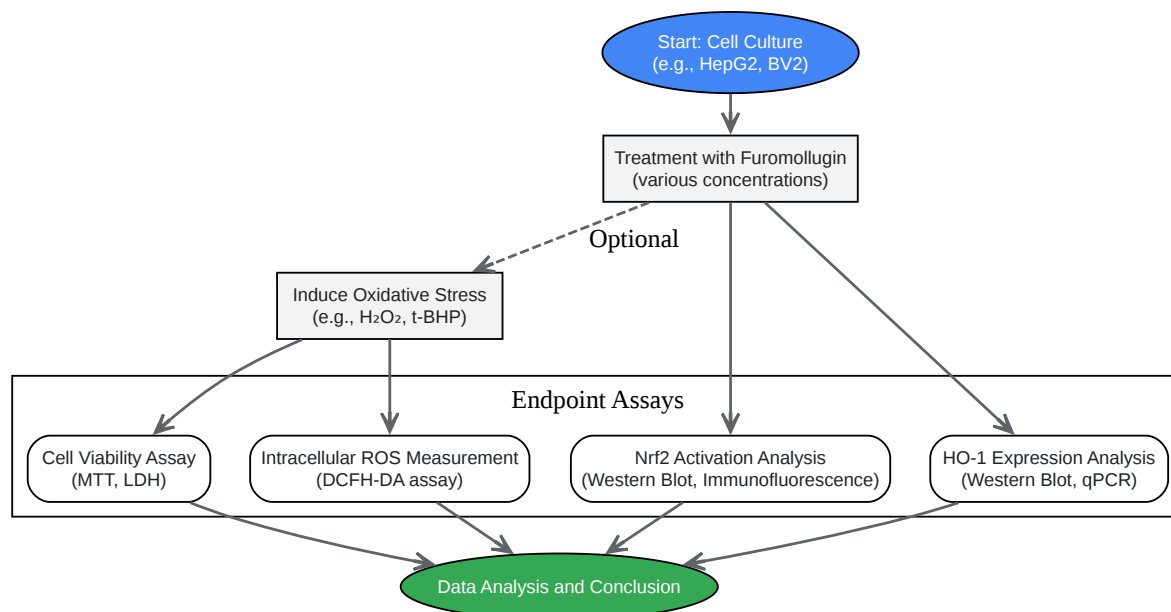 Start: Cell Culture
(e.g., HepG2, BV2)
Treatment with Furomollugin
(various concentrations)
Optional
Induce Oxidative Stress
(e.g., H₂O₂, t-BHP)
Endpoint Assays
Cell Viability Assay
(MTT, LDH)
Intracellular ROS Measurement
(DCFH-DA assay)
Nrf2 Activation Analysis
(Western Blot, Immunofluorescence)
HO-1 Expression Analysis
(Western Blot, qPCR)
Data Analysis and Conclusion